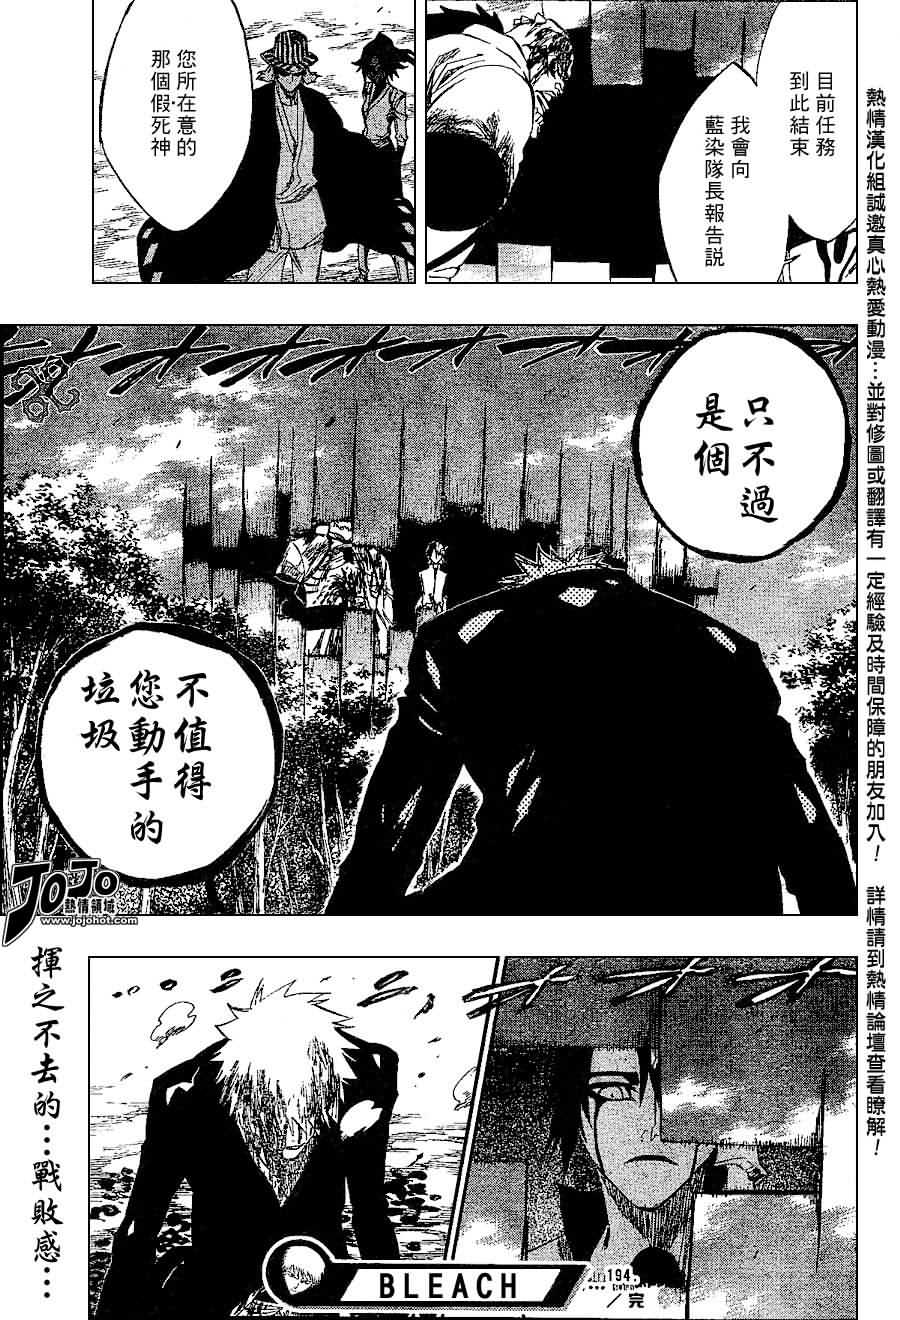 目前任務
到此結束
我會向
藍染隊長報告説
您所在意的
那個假死神
只不過
是個
不值得
您動手的
垃圾
JOJO
熱情領域
www.jojohot.com
揮之不去的…戰敗感…
BLEACH
194.
/完
熱情漢化組誠邀真心熱愛動漫…並對修圖或翻譯有一定經驗及時間保障的朋友加入！ 詳情請到熱情論壇查看瞭解！